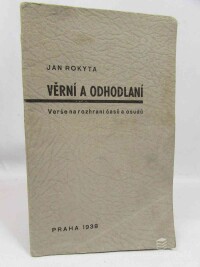 JAN ROKYTA
VĚRNÍ A ODHODLANÍ
Verše na rozhraní časů a osudů
PRAHA 1938